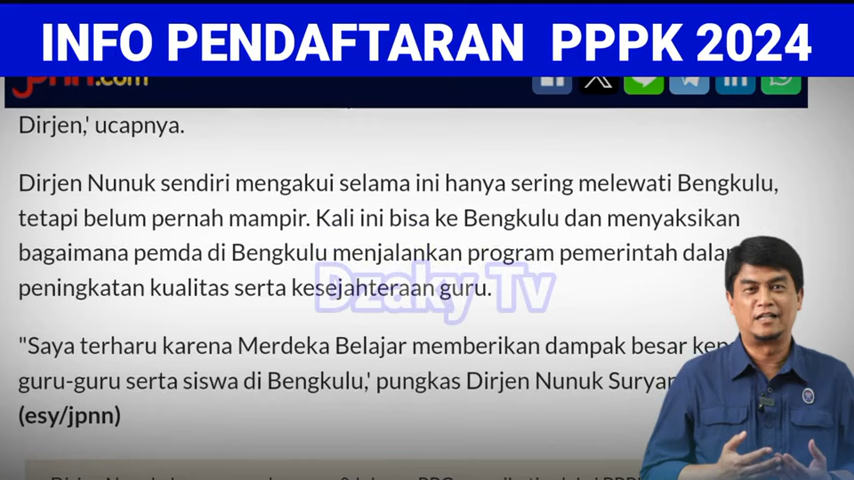 INFO PENDAFTARAN PPPK 2024
jpnn.com
Dirjen,' ucapnya.
Dirjen Nunuk sendiri mengakui selama ini hanya sering melewati Bengkulu,
tetapi belum pernah mampir. Kali ini bisa ke Bengkulu dan menyaksikan
bagaimana pemda di Bengkulu menjalankan program pemerintah dalam
peningkatan kualitas serta kesejahteraan guru.
Dzaky Tv
"Saya terharu karena Merdeka Belajar memberikan dampak besar
guru-guru serta siswa di Bengkulu,' pungkas Dirjen Nunuk
(esy/jpnn)